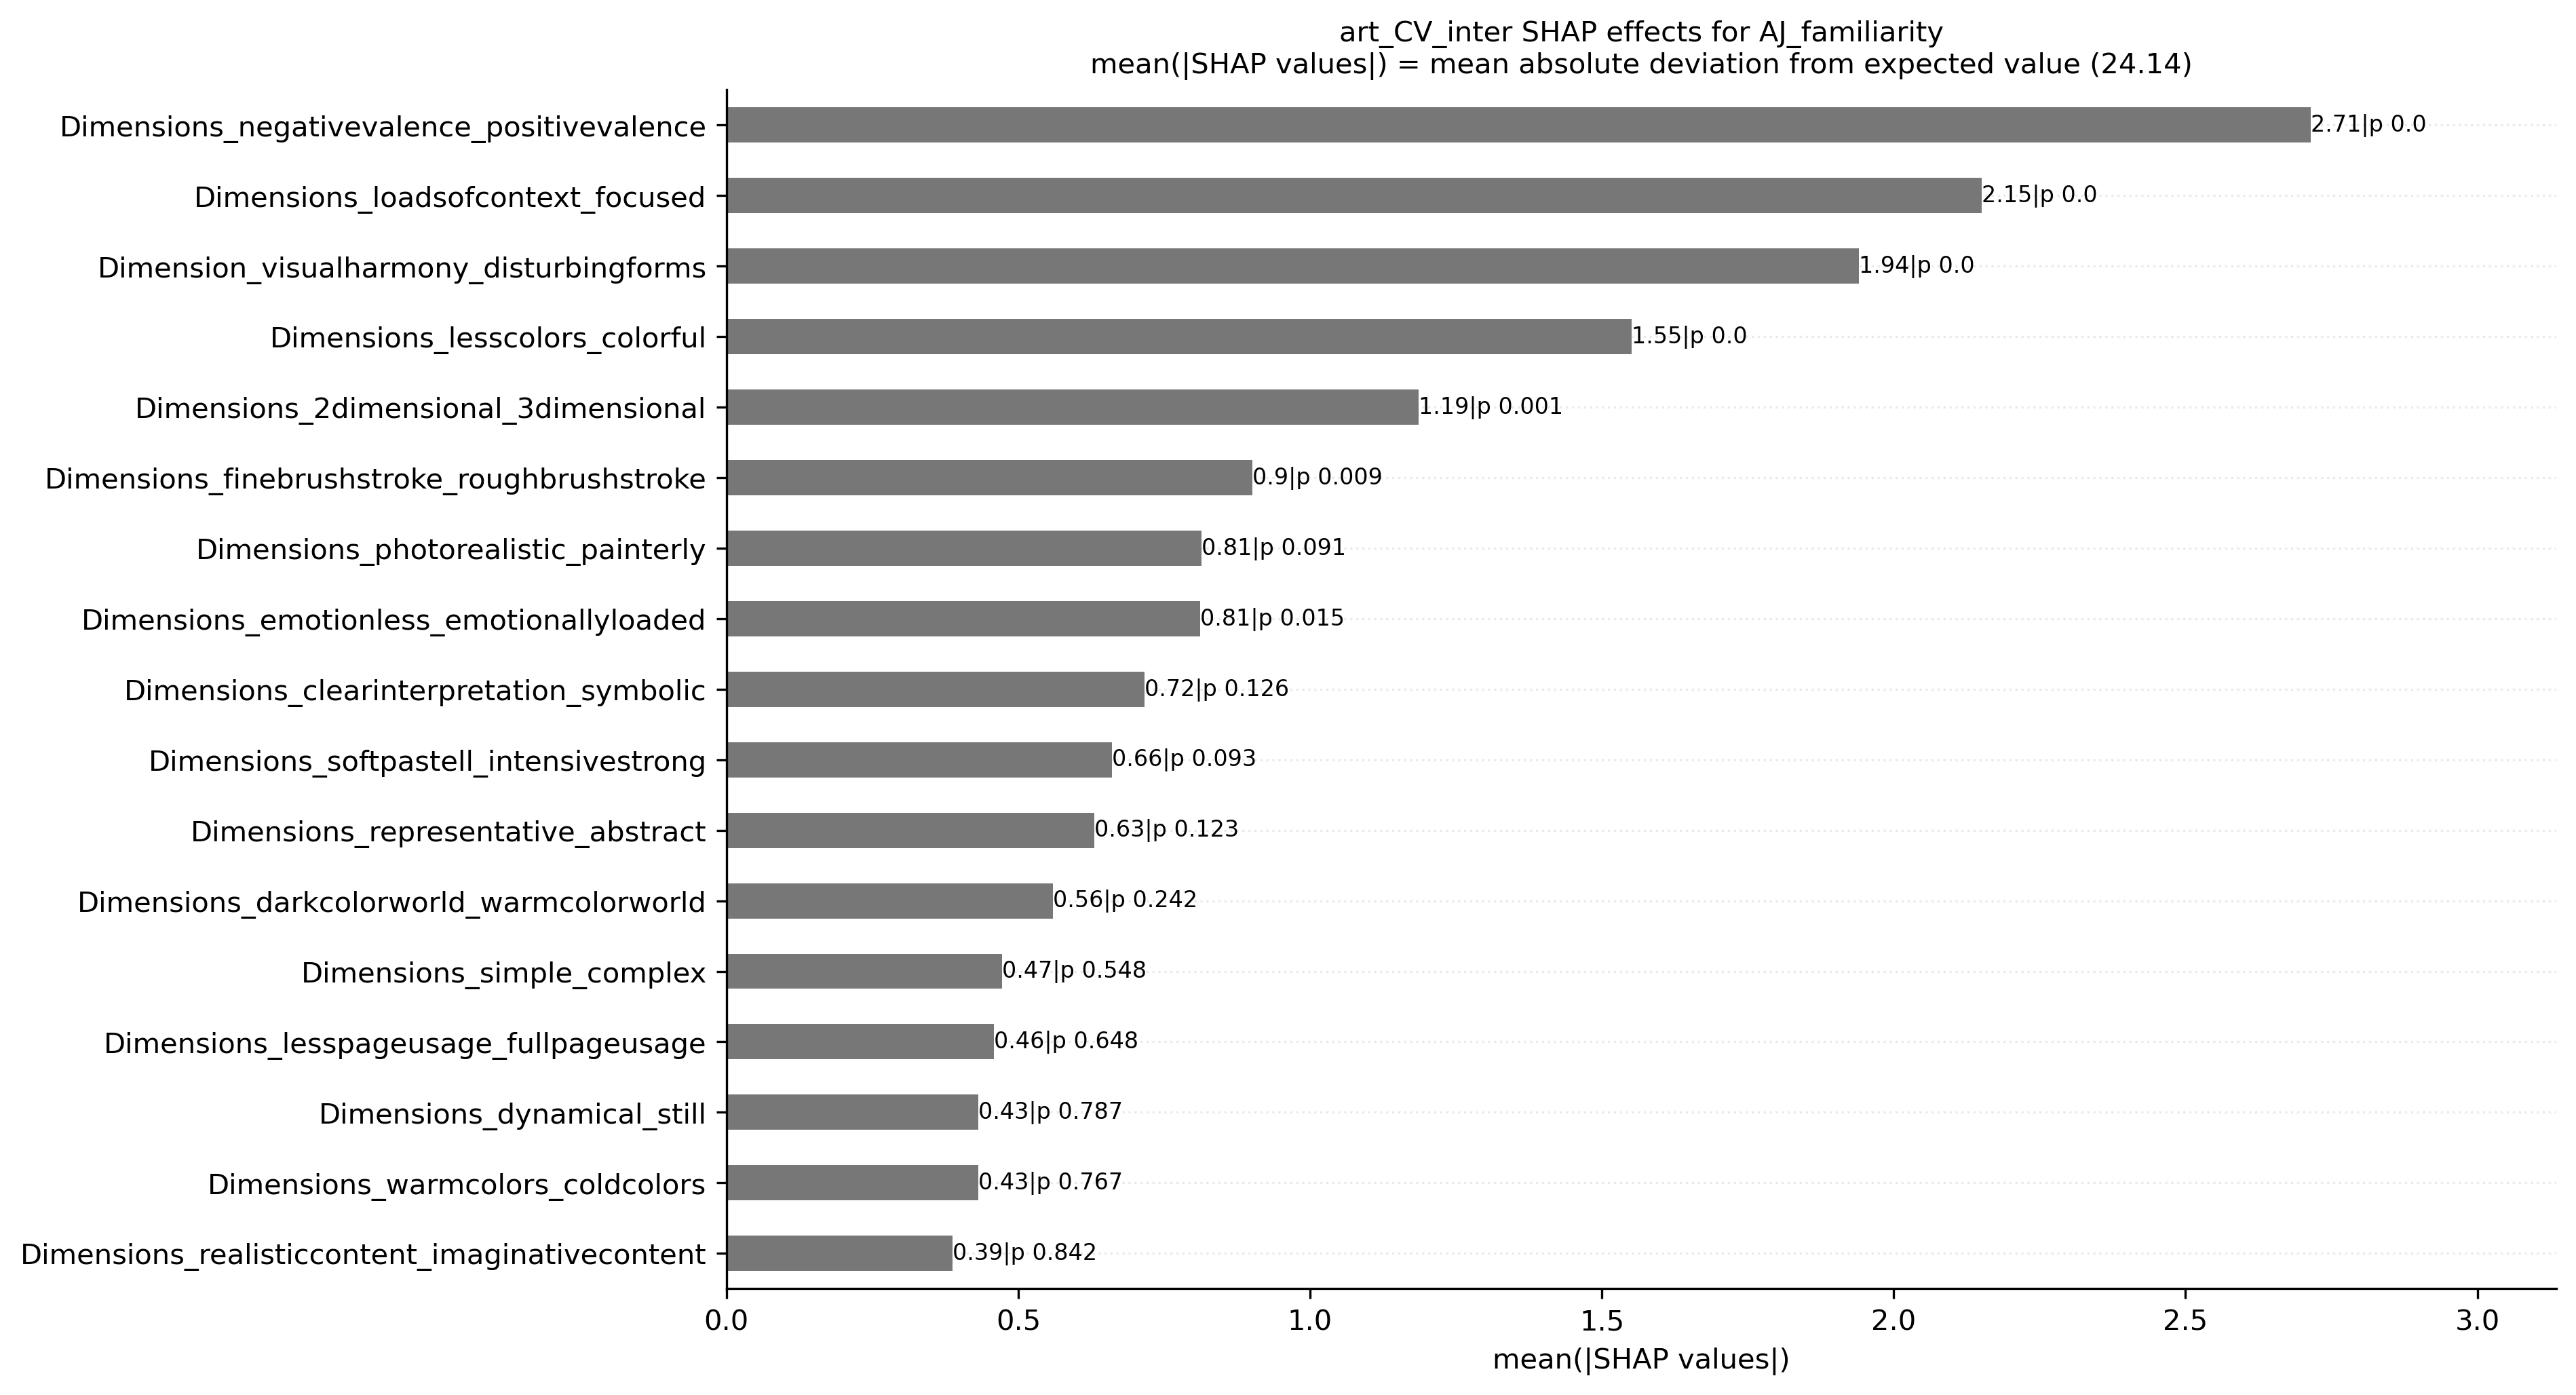 art_CV_inter SHAP effects for AJ_familiarity
mean(|SHAP values|) = mean absolute deviation from expected value (24.14)
Dimensions_negativevalence_positivevalence
2.71|p 0.0
Dimensions_loadsofcontext_focused
2.15|p 0.0
Dimension_visualharmony_disturbingforms
1.94|p 0.0
Dimensions_lesscolors_colorful
1.55|p 0.0
Dimensions_2dimensional_3dimensional
1.19|p 0.001
Dimensions_finebrushstroke_roughbrushstroke
0.9|p 0.009
Dimensions_photorealistic_painterly
0.81|p 0.091
Dimensions_emotionless_emotionallyloaded
0.81|p 0.015
Dimensions_clearinterpretation_symbolic
0.72|p 0.126
Dimensions_softpastell_intensivestrong
0.66|p 0.093
Dimensions_representative_abstract
0.63|p 0.123
Dimensions_darkcolorworld_warmcolorworld
0.56|p 0.242
Dimensions_simple_complex
0.47|p 0.548
Dimensions_lesspageusage_fullpageusage
0.46|p 0.648
Dimensions_dynamical_still
0.43|p 0.787
Dimensions_warmcolors_coldcolors
0.43|p 0.767
Dimensions_realisticcontent_imaginativecontent
0.39|p 0.842
0.0 0.5 1.0 1.5 2.0 2.5 3.0
mean(|SHAP values|)